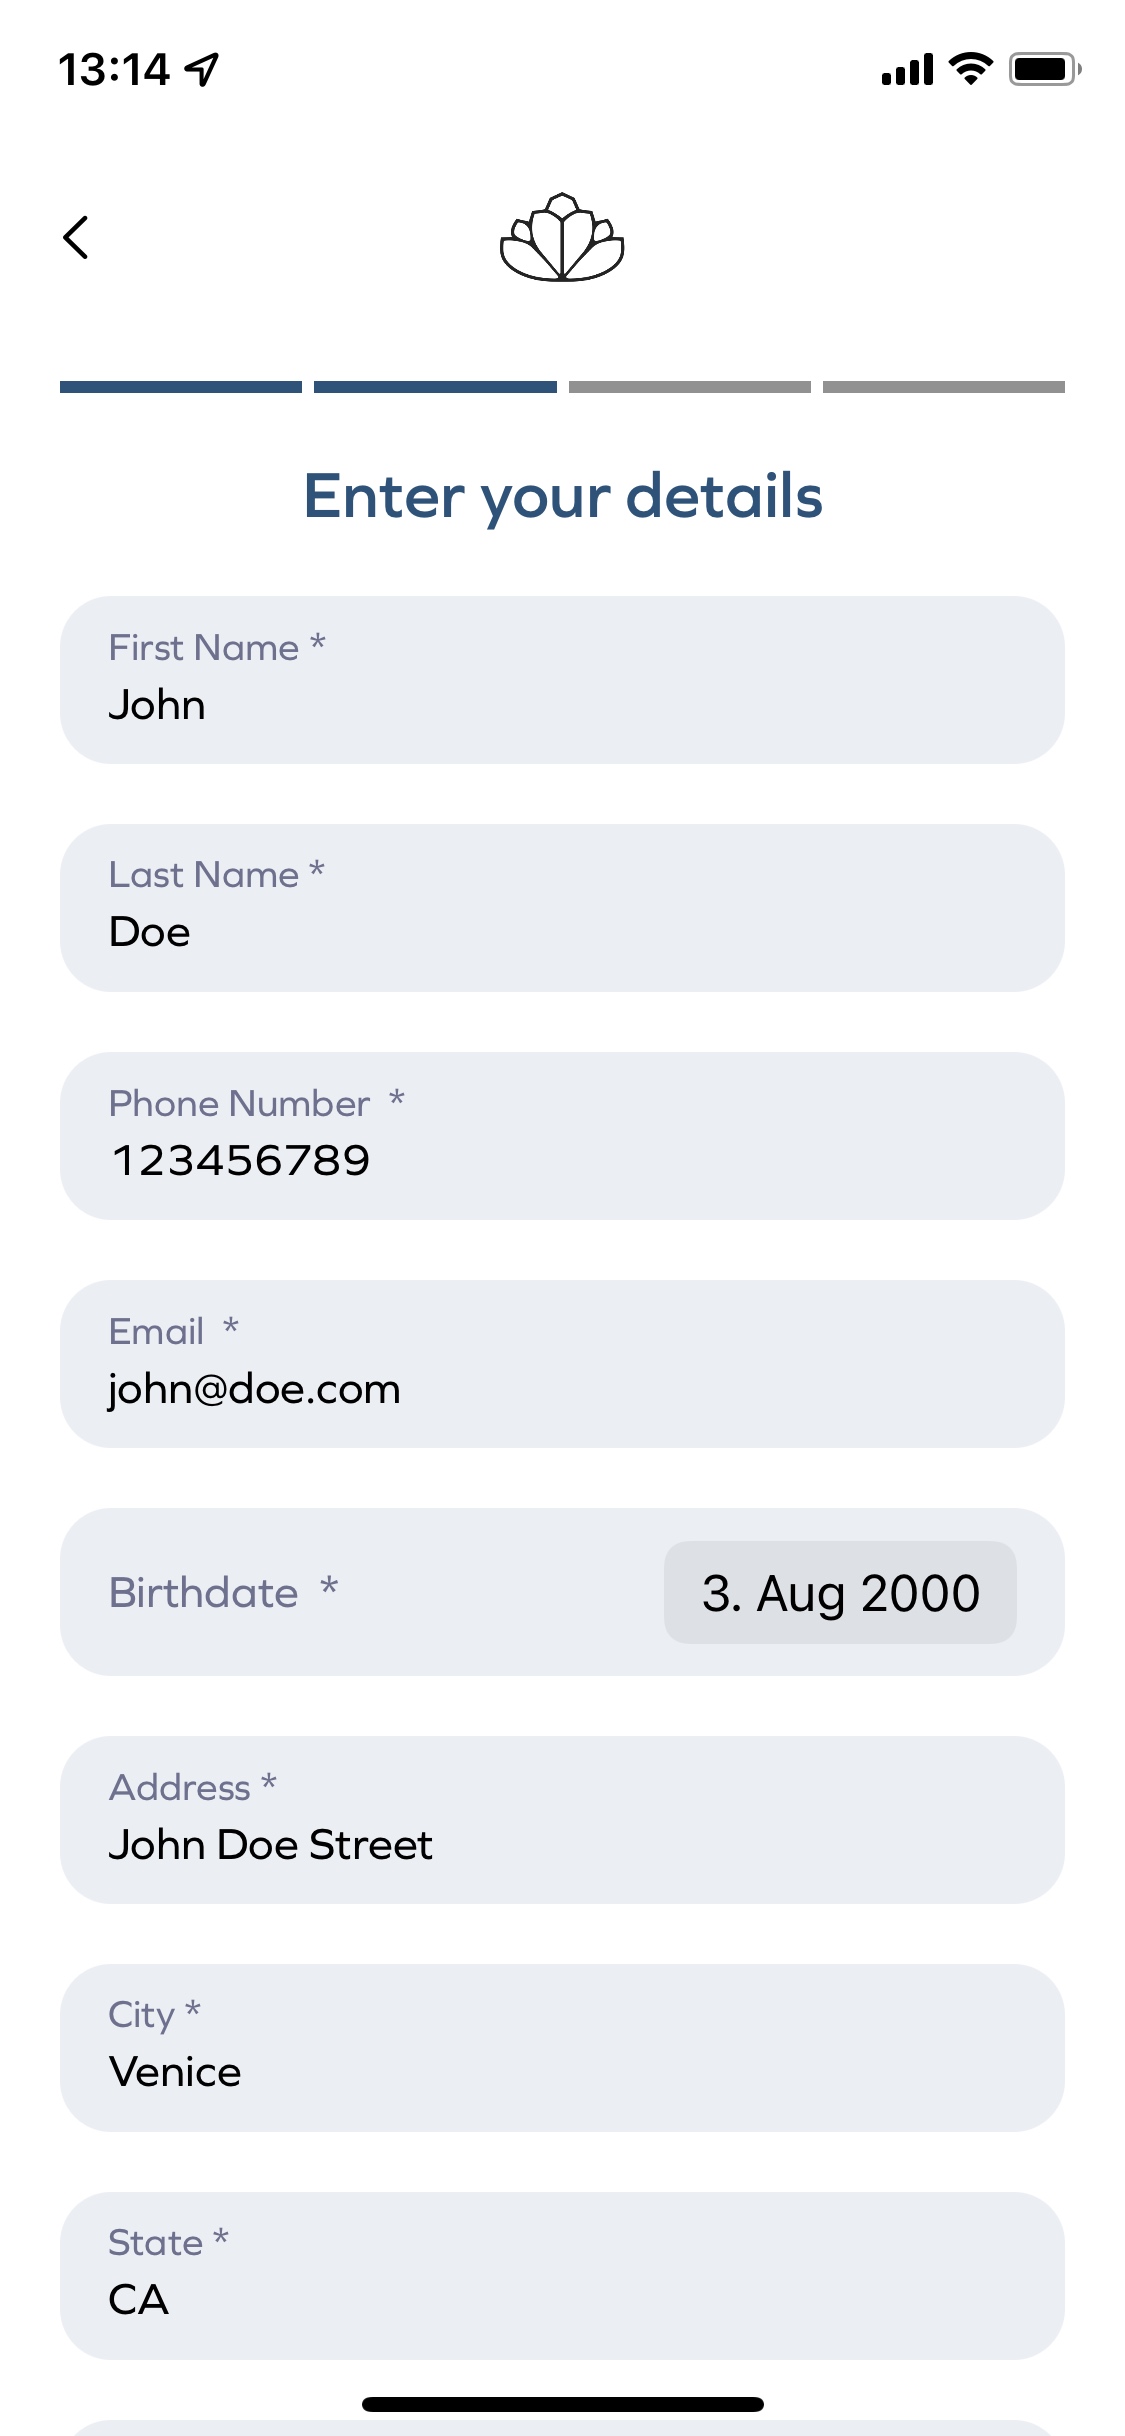 13:14
Enter your details
First Name *
John
Last Name *
Doe
Phone Number *
123456789
Email *
john@doe.com
Birthdate * 3. Aug 2000
Address *
John Doe Street
City *
Venice
State *
CA